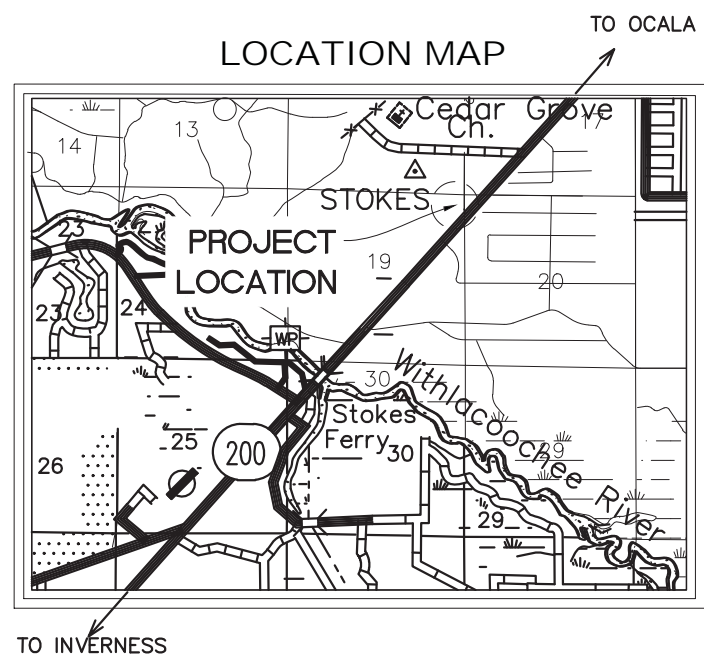 TO OCALA
LOCATION MAP
Cedar Grove
Ch.
17
13
14
STOKES
23
PROJECT
LOCATION
19
20
24
23
WP
Withlacoochee River
30
Stokes
Ferry
30
25
200
29
26
29
TO INVERNESS